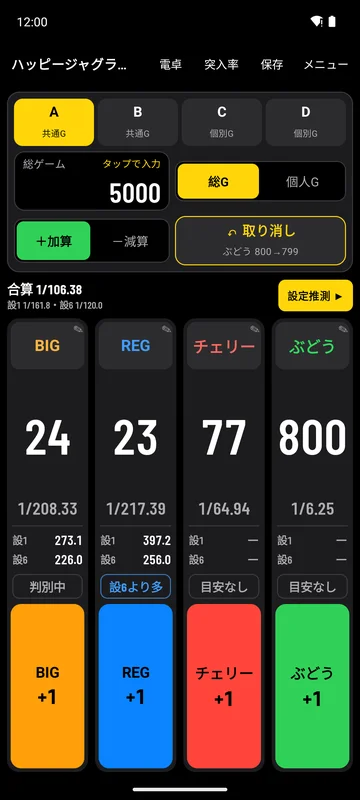 12:00
ハッピージャグラ… 電卓 突入率 保存 メニュー
A B C D
共通G 共通G 個別G 個別G
総ゲーム タップで入力
5000
総G 個人G
＋加算 －減算
取り消し
ぶどう 800→799
合算 1/106.38
設1 1/161.8・設6 1/120.0
設定推測 ▶
BIG REG チェリー ぶどう
24 23 77 800
1/208.33 1/217.39 1/64.94 1/6.25
設1 273.1 設1 397.2 設1 — 設1 —
設6 226.0 設6 256.0 設6 — 設6 —
判別中 設6より多 目安なし 目安なし
BIG REG チェリー ぶどう
+1 +1 +1 +1